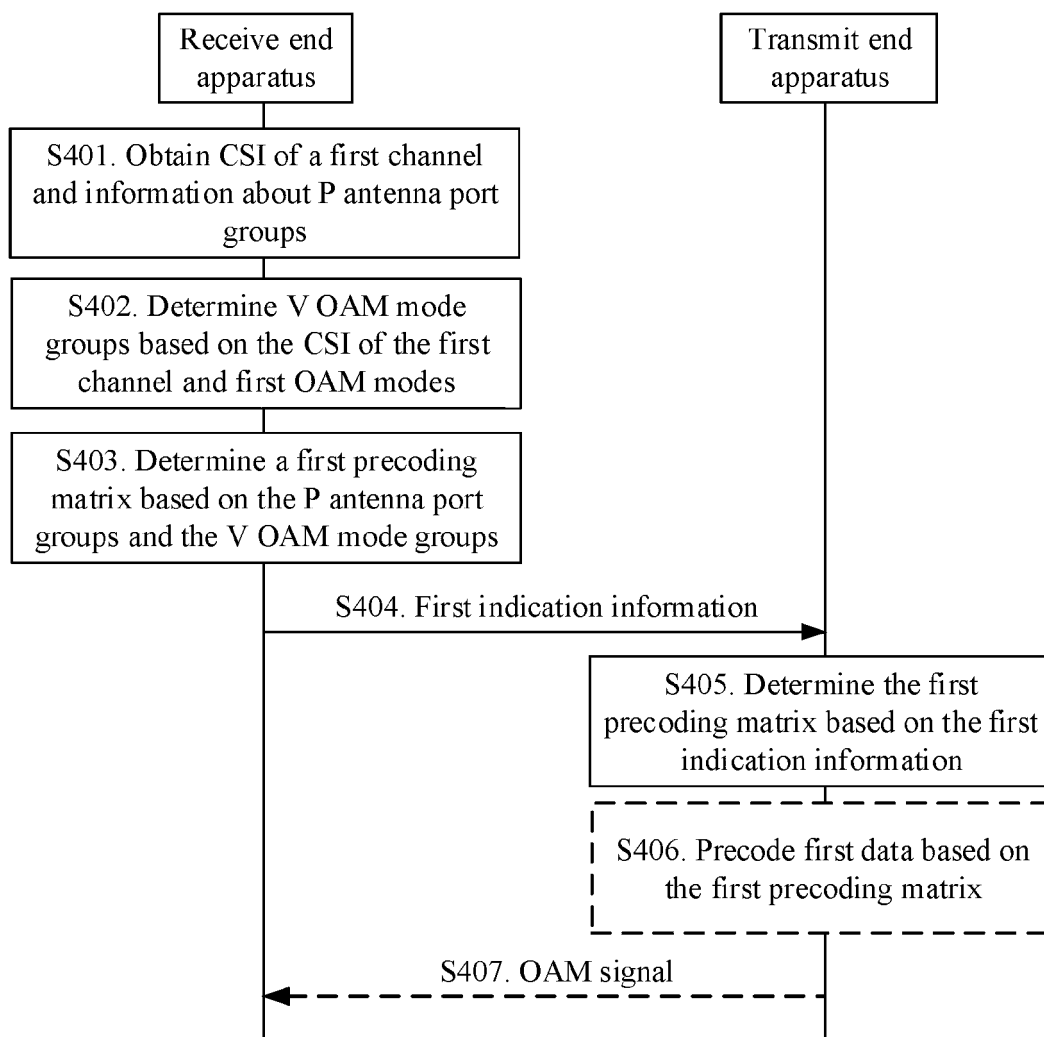 Receive end
apparatus
Transmit end
apparatus
S401. Obtain CSI of a first channel
and information about P antenna port
groups
S402. Determine V OAM mode
groups based on the CSI of the first
channel and first OAM modes
S403. Determine a first precoding
matrix based on the P antenna port
groups and the V OAM mode groups
S404. First indication information
S405. Determine the first
precoding matrix based on the first
indication information
S406. Precode first data based on
the first precoding matrix
S407. OAM signal